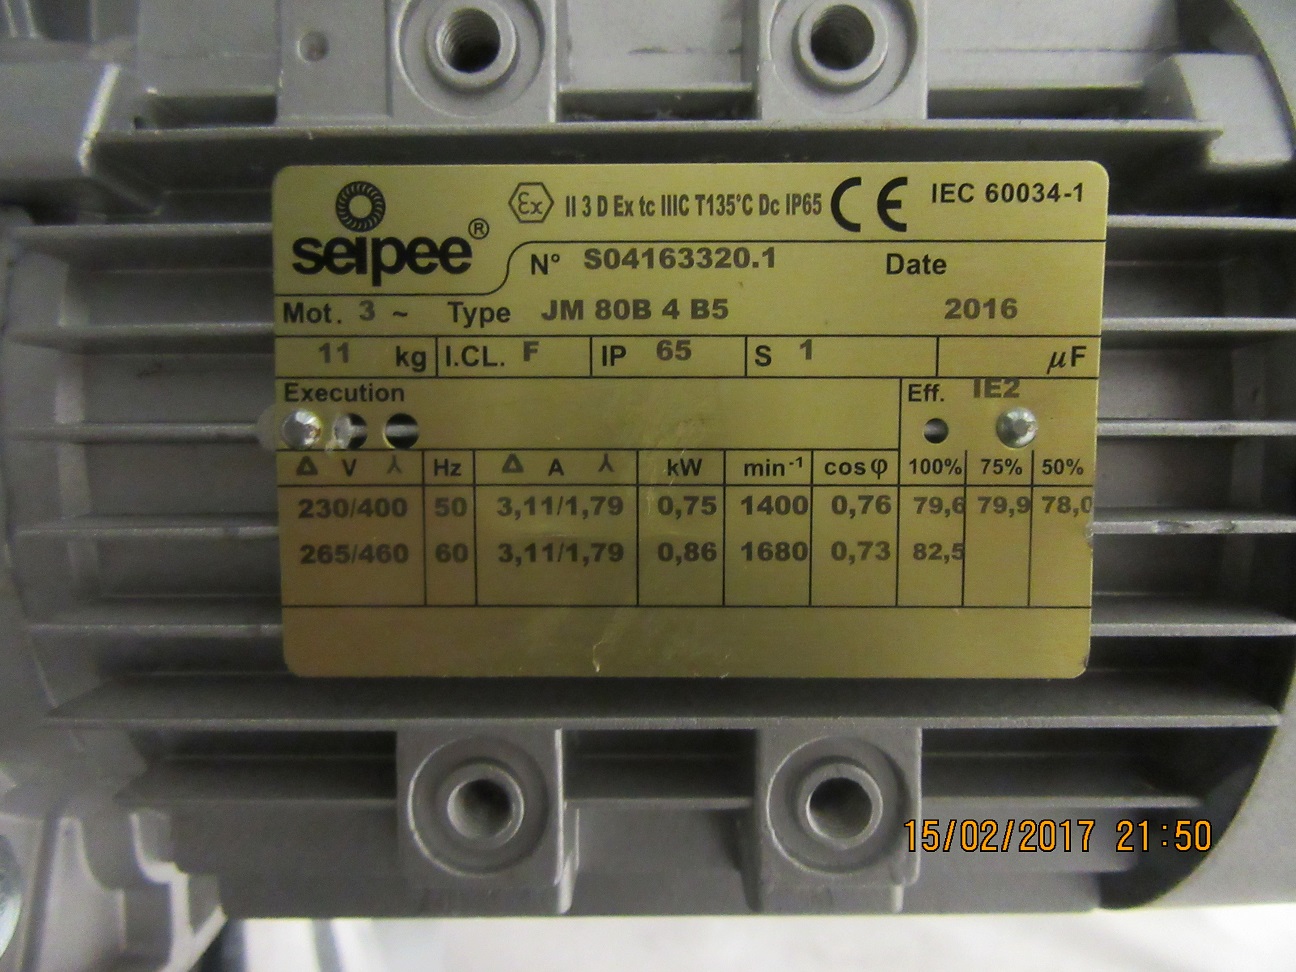 seipee®
Ex II 3 D Ex tc IIIC T135°C Dc IP65 CE IEC 60034-1
N° S04163320.1 Date
Mot. 3 ~ Type JM 80B 4 B5 2016
11 kg I.CL. F IP 65 S 1 µF
Execution Eff. IE2
Δ V ⅄ Hz Δ A ⅄ kW min⁻¹ cosφ 100% 75% 50%
230/400 50 3,11/1,79 0,75 1400 0,76 79,6 79,9 78,0
265/460 60 3,11/1,79 0,86 1680 0,73 82,5
15/02/2017 21:50